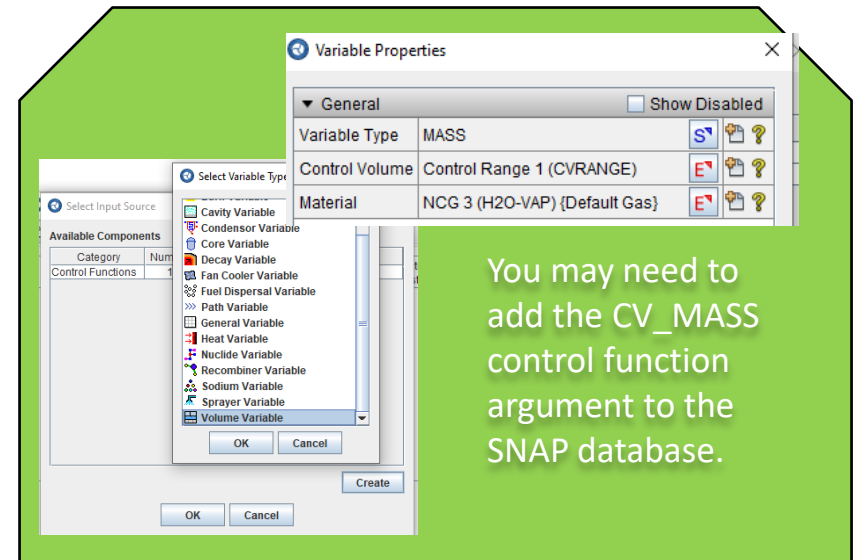 Variable Properties
General
Show Disabled
Variable Type MASS
Control Volume Control Range 1 (CVRANGE)
Material NCG 3 (H2O-VAP) {Default Gas}
Select Input Source
Available Components
Category
Control Functions 1
Select Variable Type
Cavity Variable
Condensor Variable
Core Variable
Decay Variable
Fan Cooler Variable
Fuel Dispersal Variable
Path Variable
General Variable
Heat Variable
Nuclide Variable
Recombiner Variable
Sodium Variable
Sprayer Variable
Volume Variable
OK Cancel
Create
OK Cancel
You may need to
add the CV_MASS
control function
argument to the
SNAP database.